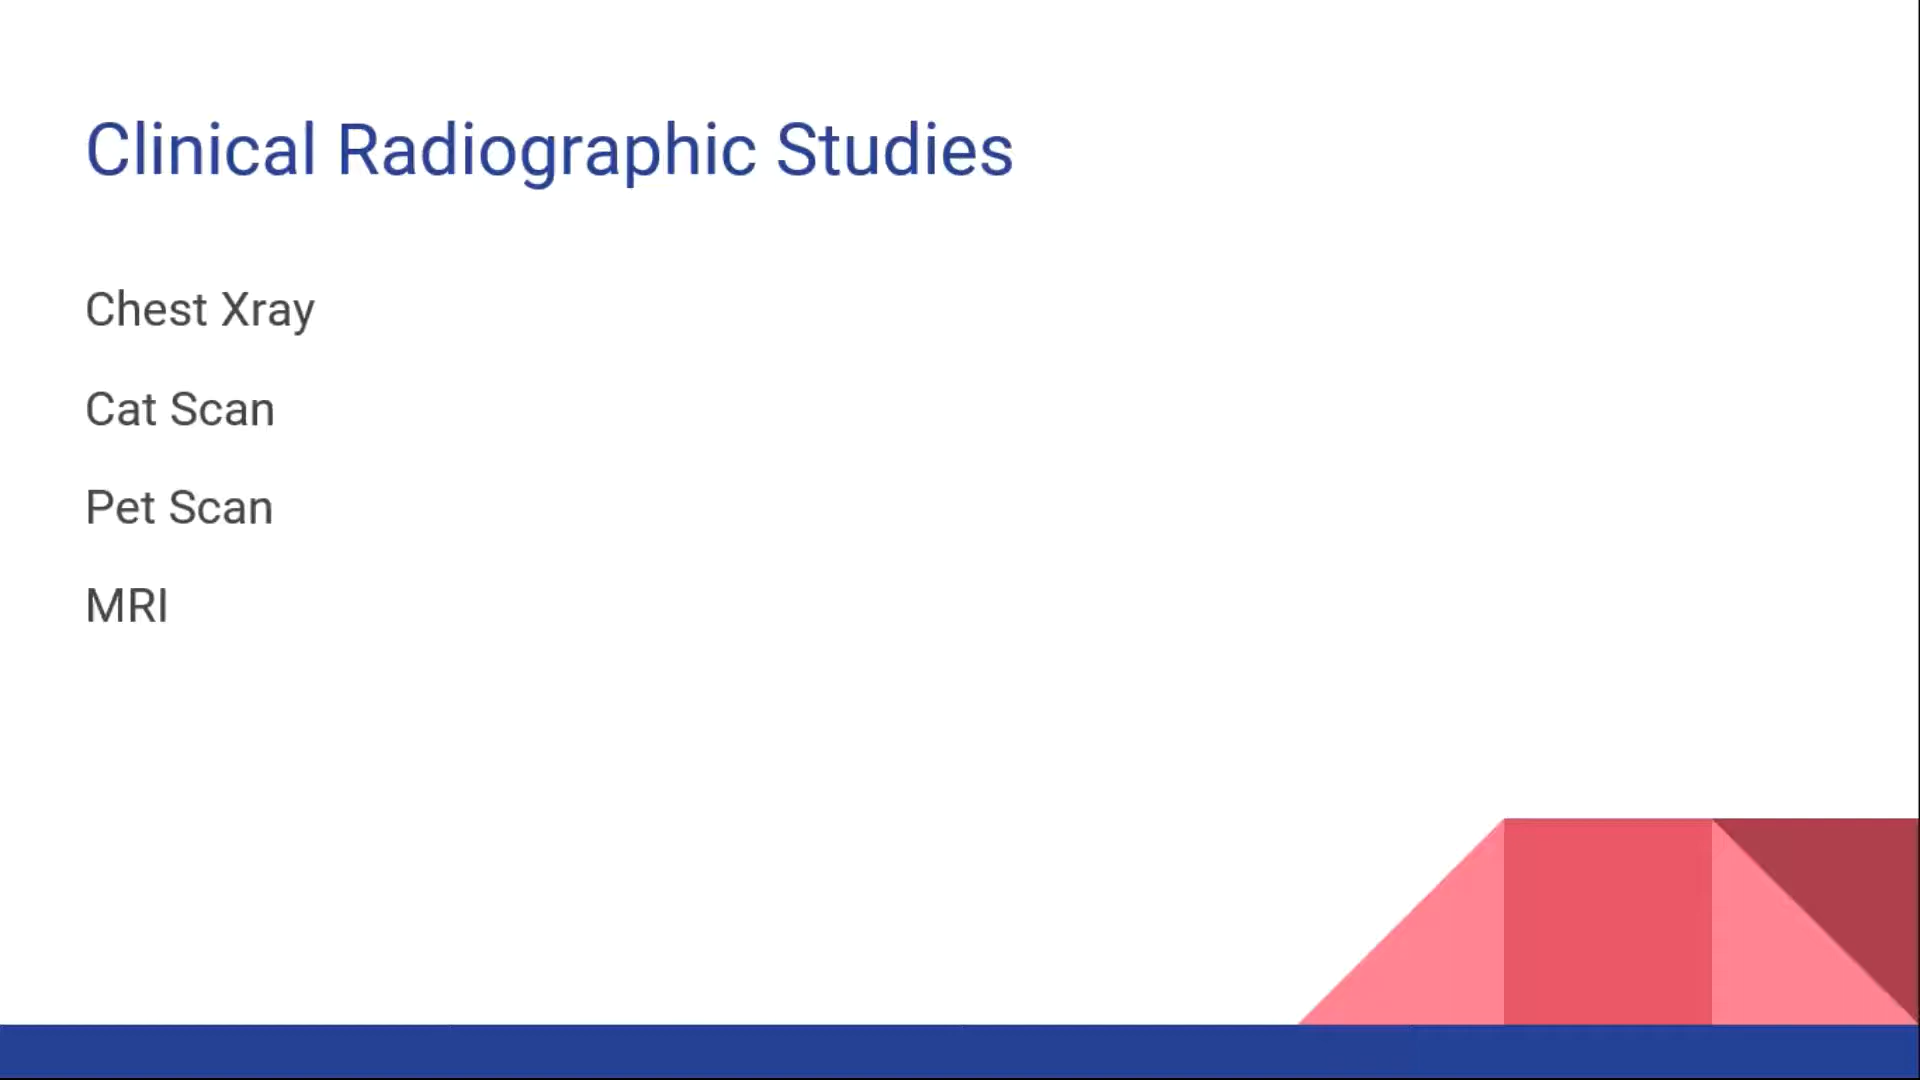 Clinical Radiographic Studies
Chest Xray
Cat Scan
Pet Scan
MRI